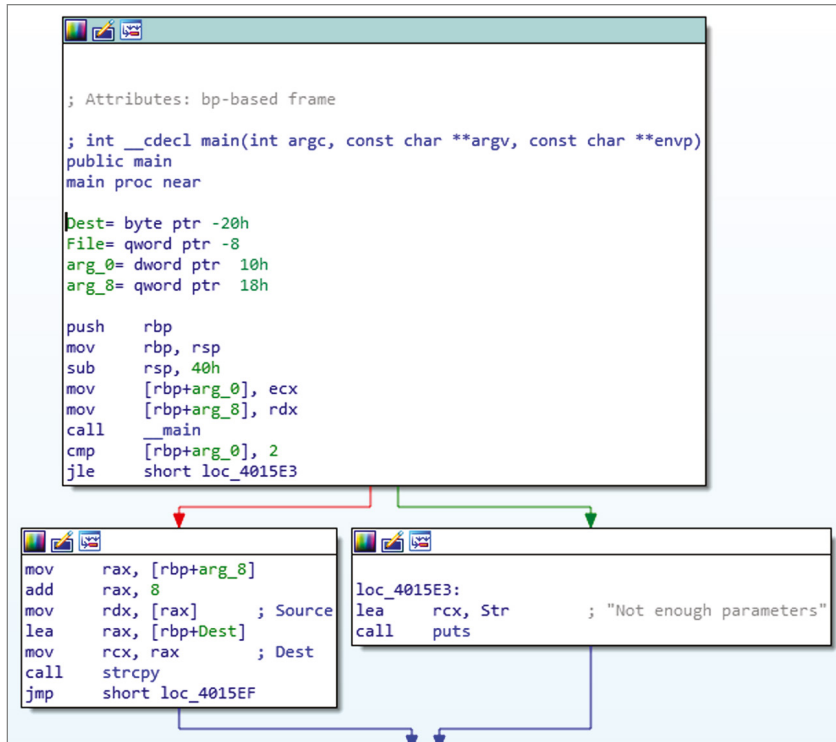 ; Attributes: bp-based frame
; int __cdecl main(int argc, const char **argv, const char **envp)
public main
main proc near
Dest= byte ptr -20h
File= qword ptr -8
arg_0= dword ptr  10h
arg_8= qword ptr  18h
push    rbp
mov     rbp, rsp
sub     rsp, 40h
mov     [rbp+arg_0], ecx
mov     [rbp+arg_8], rdx
call    __main
cmp     [rbp+arg_0], 2
jle     short loc_4015E3
mov     rax, [rbp+arg_8]
add     rax, 8
mov     rdx, [rax]      ; Source
lea     rax, [rbp+Dest]
mov     rcx, rax        ; Dest
call    strcpy
jmp     short loc_4015EF
loc_4015E3:
lea     rcx, Str        ; "Not enough parameters"
call    puts